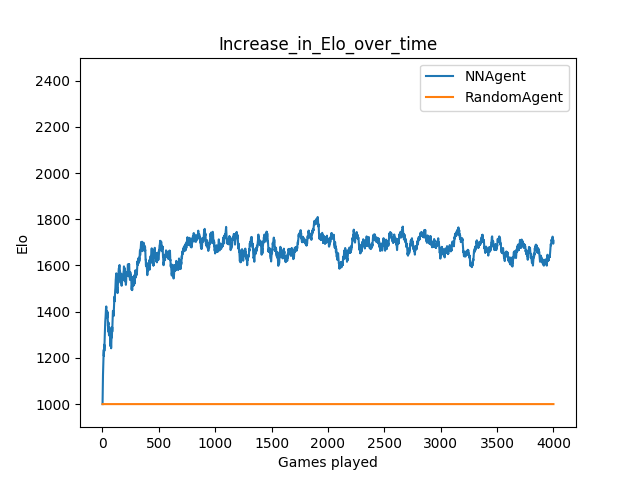 Increase_in_Elo_over_time
NNAgent
RandomAgent
2400
2200
2000
1800
1600
1400
1200
1000
Elo
0 500 1000 1500 2000 2500 3000 3500 4000
Games played